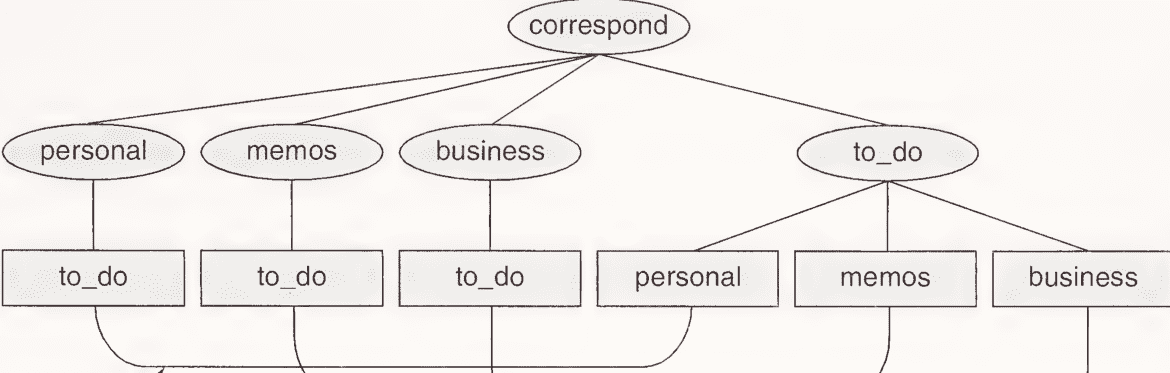 correspond
personal
memos
business
to_do
to_do
to_do
to_do
personal
memos
business